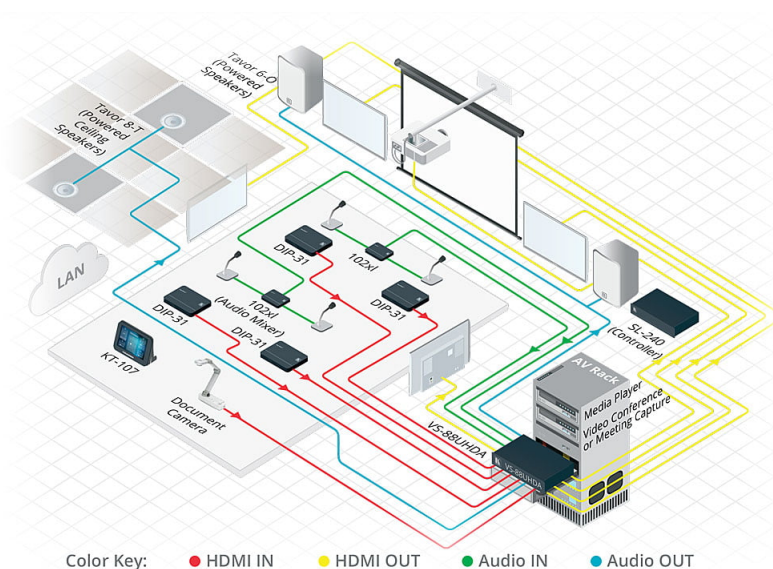 Tavor 6-O
(Powered
Speakers)
Tavor 8-T
(Powered
Ceiling
Speakers)
LAN
DIP-31
102xl
DIP-31
102xl
(Audio Mixer)
DIP-31
DIP-31
KT-107
Document
Camera
SL-240
(Controller)
AV Rack
Media Player
Video Conference
or Meeting Capture
VS-88UHDA
VS-88UHDA
Color Key:
HDMI IN
HDMI OUT
Audio IN
Audio OUT